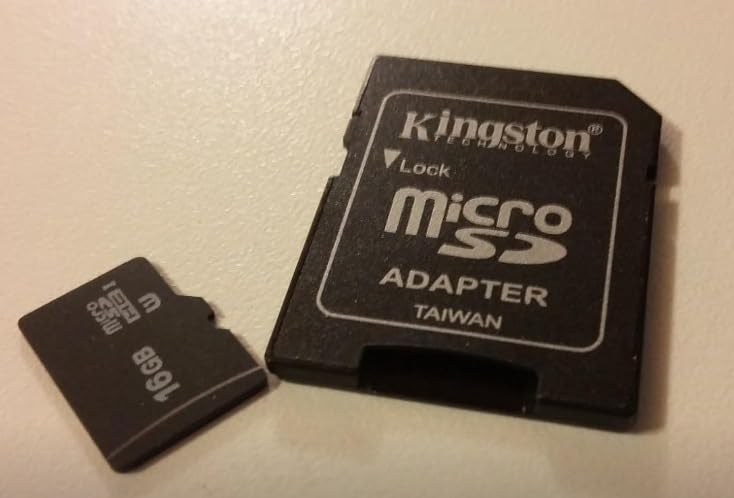 Kingston®
TECHNOLOGY
Lock
Micro
SD
ADAPTER
TAIWAN
Micro
SD
HC I
16GB